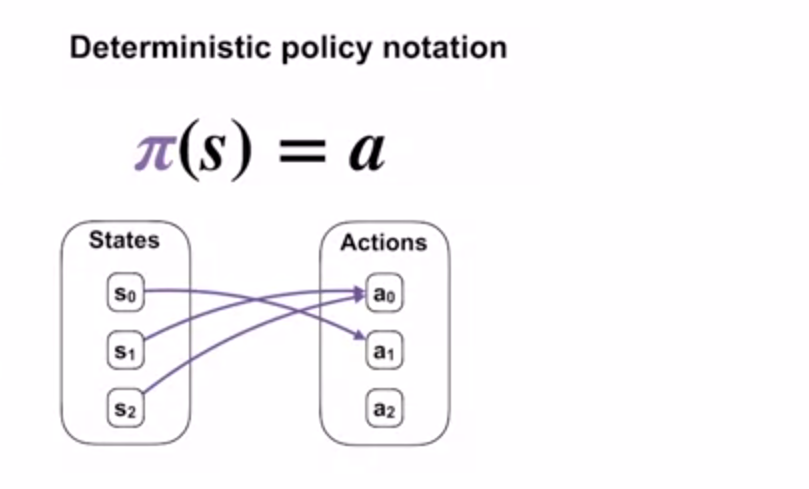 Deterministic policy notation
π(s) = a
States
Actions
s₀
a₀
s₁
a₁
s₂
a₂